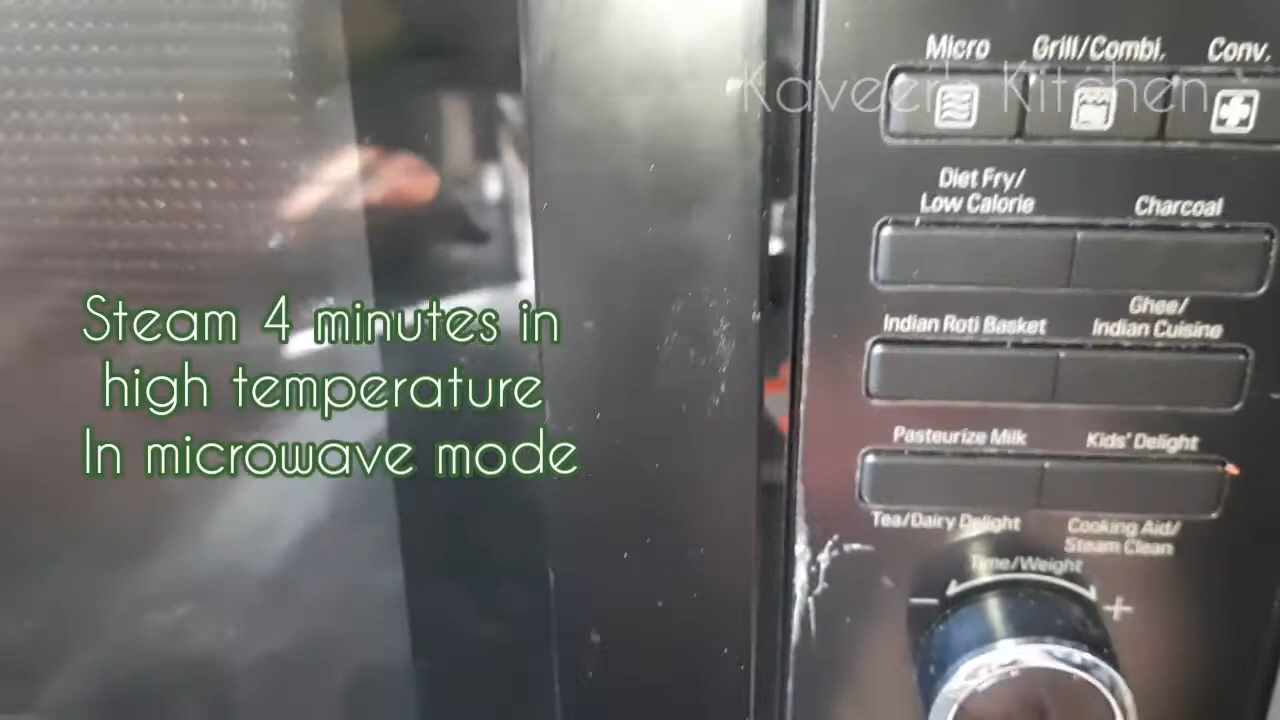 Micro Grill/Combi. Conv.
Kaveeri's Kitchen
Diet Fry/
Low Calorie
Charcoal
Indian Roti Basket
Ghee/
Indian Cuisine
Steam 4 minutes in
high temperature
In microwave mode
Pasteurize Milk
Kids' Delight
Tea/Dairy Delight
Cooking Aid/
Steam Clean
Time/Weight
− +